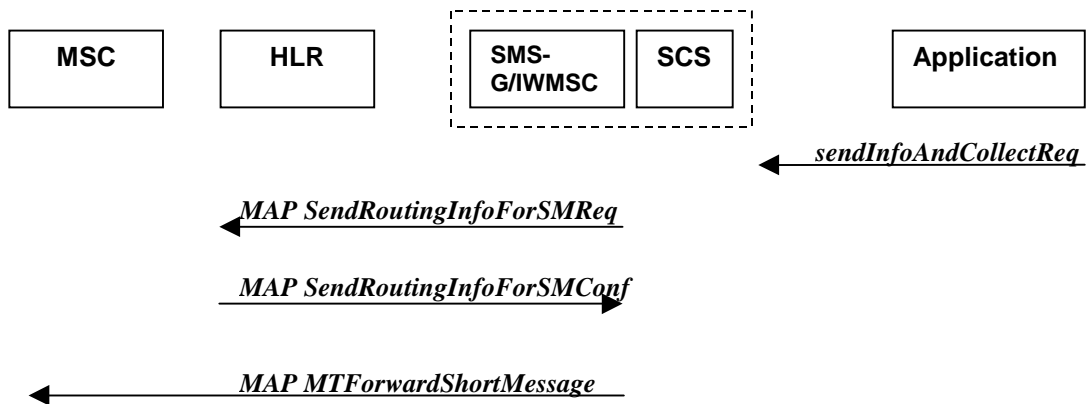 MSC
HLR
SMS-
G/IWMSC
SCS
Application
sendInfoAndCollectReq
MAP SendRoutingInfoForSMReq
MAP SendRoutingInfoForSMConf
MAP MTForwardShortMessage